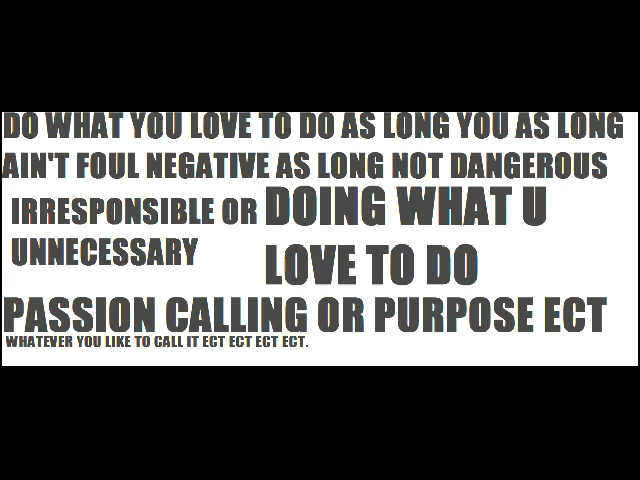 DO WHAT YOU LOVE TO DO AS LONG YOU AS LONG
AIN'T FOUL NEGATIVE AS LONG NOT DANGEROUS
IRRESPONSIBLE OR
UNNECESSARY
DOING WHAT U
LOVE TO DO
PASSION CALLING OR PURPOSE ECT
WHATEVER YOU LIKE TO CALL IT ECT ECT ECT ECT.